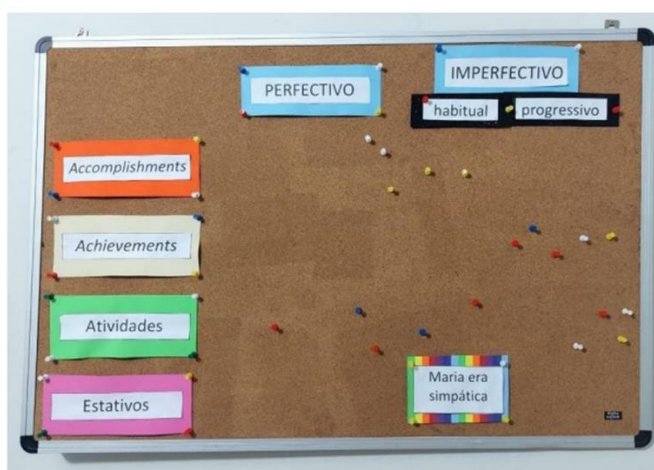 PERFECTIVO
IMPERFECTIVO
habitual
progressivo
Accomplishments
Achievements
Atividades
Estativos
Maria era
simpática